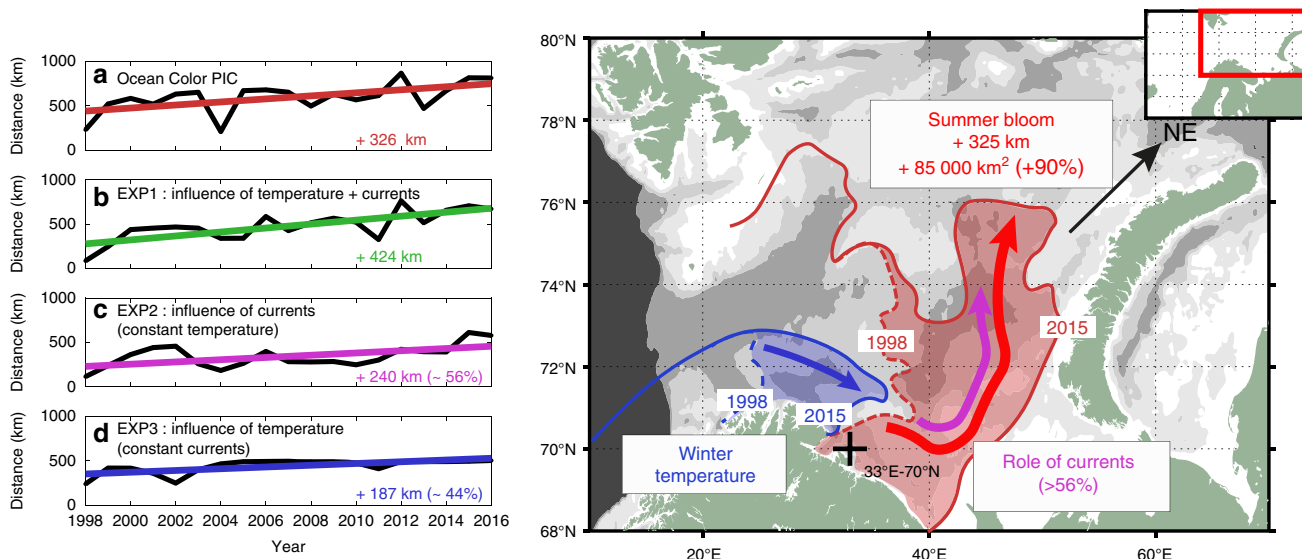 1000
500
0
Distance (km)
a Ocean Color PIC
+ 326 km
1000
500
0
Distance (km)
b EXP1 : influence of temperature + currents
+ 424 km
1000
500
0
Distance (km)
c EXP2 : influence of currents
(constant temperature)
+ 240 km (~ 56%)
1000
500
0
Distance (km)
d EXP3 : influence of temperature
(constant currents)
+ 187 km (~ 44%)
1998 2000 2002 2004 2006 2008 2010 2012 2014 2016
Year
80°N
78°N
76°N
74°N
72°N
70°N
68°N
20°E 40°E 60°E
Summer bloom
+ 325 km
+ 85 000 km² (+90%)
NE
1998
2015
1998
2015
Winter
temperature
33°E-70°N
Role of currents
(>56%)